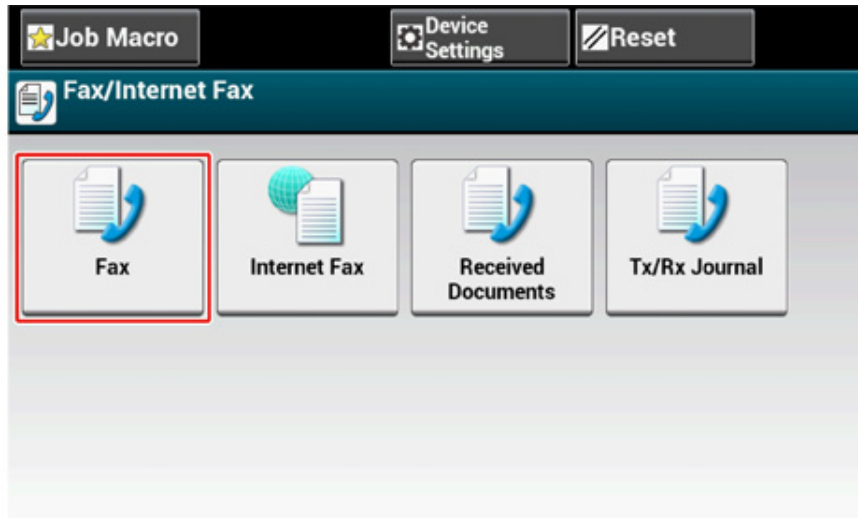 Job Macro
Device
Settings
Reset
Fax/Internet Fax
Fax
Internet Fax
Received
Documents
Tx/Rx Journal